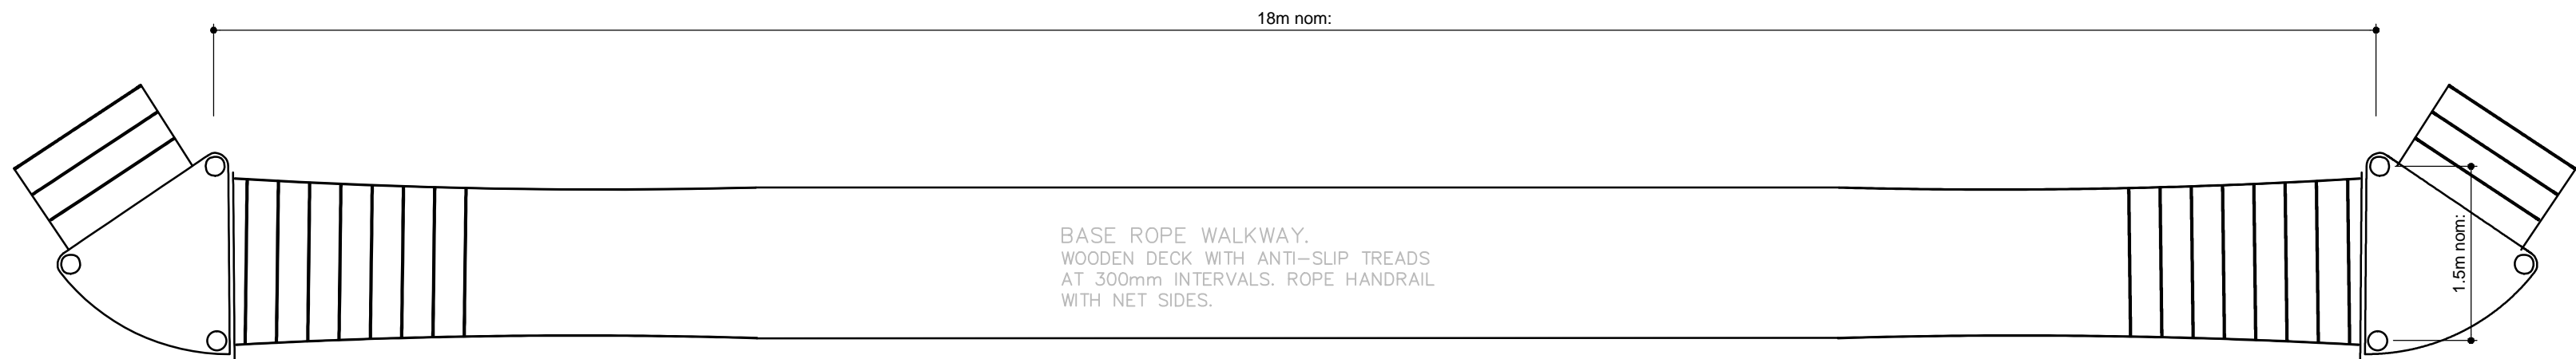 18m nom:
BASE ROPE WALKWAY.
WOODEN DECK WITH ANTI-SLIP TREADS
AT 300mm INTERVALS. ROPE HANDRAIL
WITH NET SIDES.
1.5m nom: